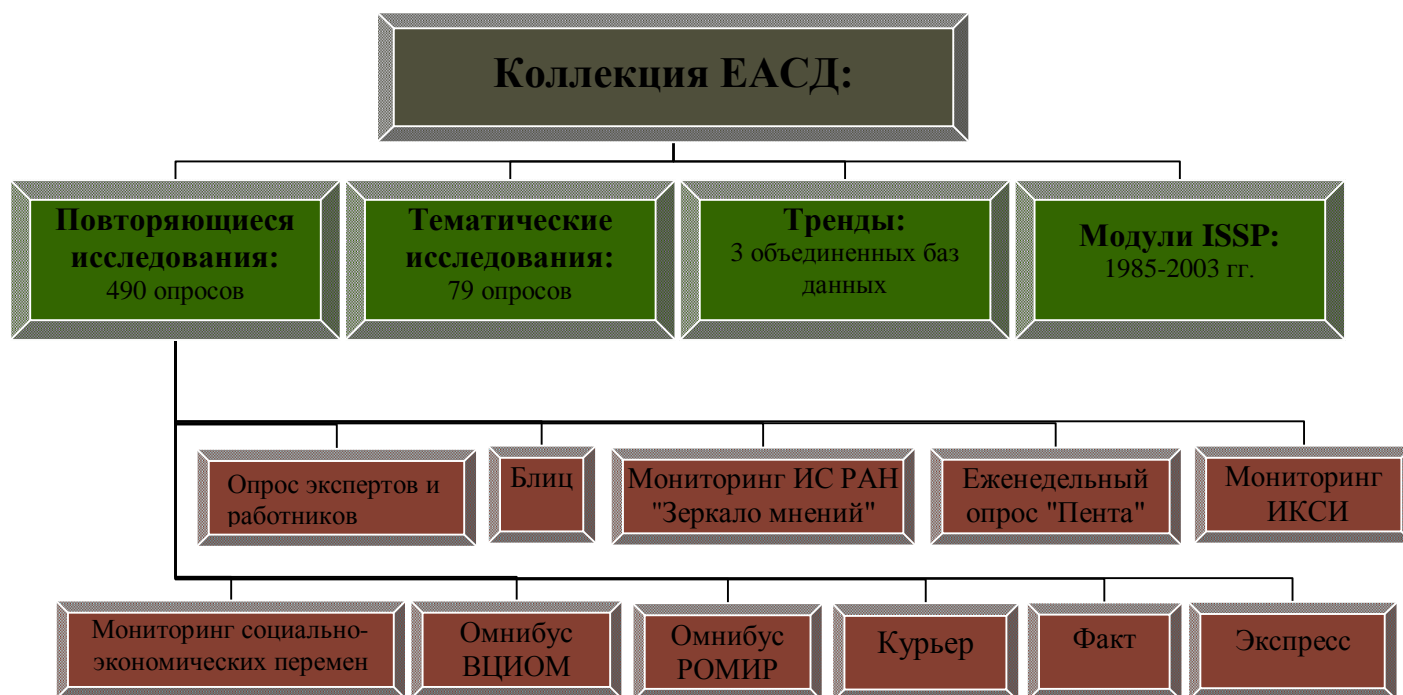 Коллекция ЕАСД:
Повторяющиеся
исследования:
490 опросов
Тематические
исследования:
79 опросов
Тренды:
3 объединенных баз
данных
Модули ISSP:
1985-2003 гг.
Опрос экспертов и
работников
Блиц
Мониторинг ИС РАН
"Зеркало мнений"
Еженедельный
опрос "Пента"
Мониторинг
ИКСИ
Мониторинг социально-
экономических перемен
Омнибус
ВЦИОМ
Омнибус
РОМИР
Курьер
Факт
Экспресс